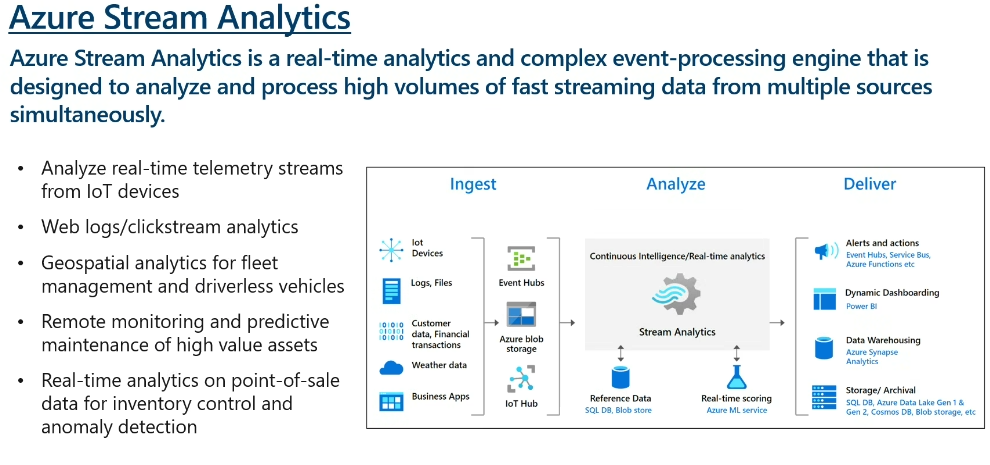 Azure Stream Analytics
Azure Stream Analytics is a real-time analytics and complex event-processing engine that is
designed to analyze and process high volumes of fast streaming data from multiple sources
simultaneously.
• Analyze real-time telemetry streams
from IoT devices
• Web logs/clickstream analytics
• Geospatial analytics for fleet
management and driverless vehicles
• Remote monitoring and predictive
maintenance of high value assets
• Real-time analytics on point-of-sale
data for inventory control and
anomaly detection
Ingest
Iot
Devices
Logs, Files
Customer
data, Financial
transactions
Weather data
Business Apps
Event Hubs
Azure blob
storage
IoT Hub
Analyze
Continuous Intelligence/Real-time analytics
Stream Analytics
Reference Data
SQL DB, Blob store
Real-time scoring
Azure ML service
Deliver
Alerts and actions
Event Hubs, Service Bus,
Azure Functions etc
Dynamic Dashboarding
Power BI
Data Warehousing
Azure Synapse
Analytics
Storage/ Archival
SQL DB, Azure Data Lake Gen 1 &
Gen 2, Cosmos DB, Blob storage, etc